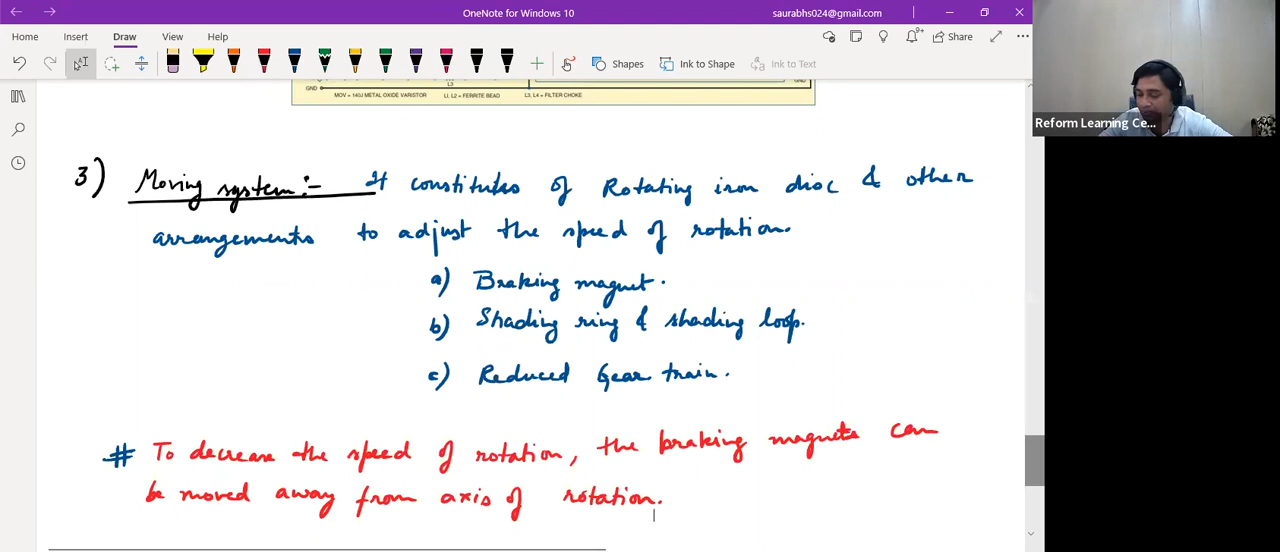 OneNote for Windows 10
saurabhs024@gmail.com
Home Insert Draw View Help
Share
Shapes Ink to Shape Ink to Text
GND L3 GND
MOV = 140J METAL OXIDE VARISTOR L1, L2 = FERRITE BEAD L3, L4 = FILTER CHOKE
Reform Learning Ce...
3) Moving system:- It constitutes of Rotating iron disc & other
arrangements to adjust the speed of rotation.
a) Braking magnet.
b) Shading ring & shading loop.
c) Reduced Gear train.
# To decrease the speed of rotation, the braking magnets can
be moved away from axis of rotation.